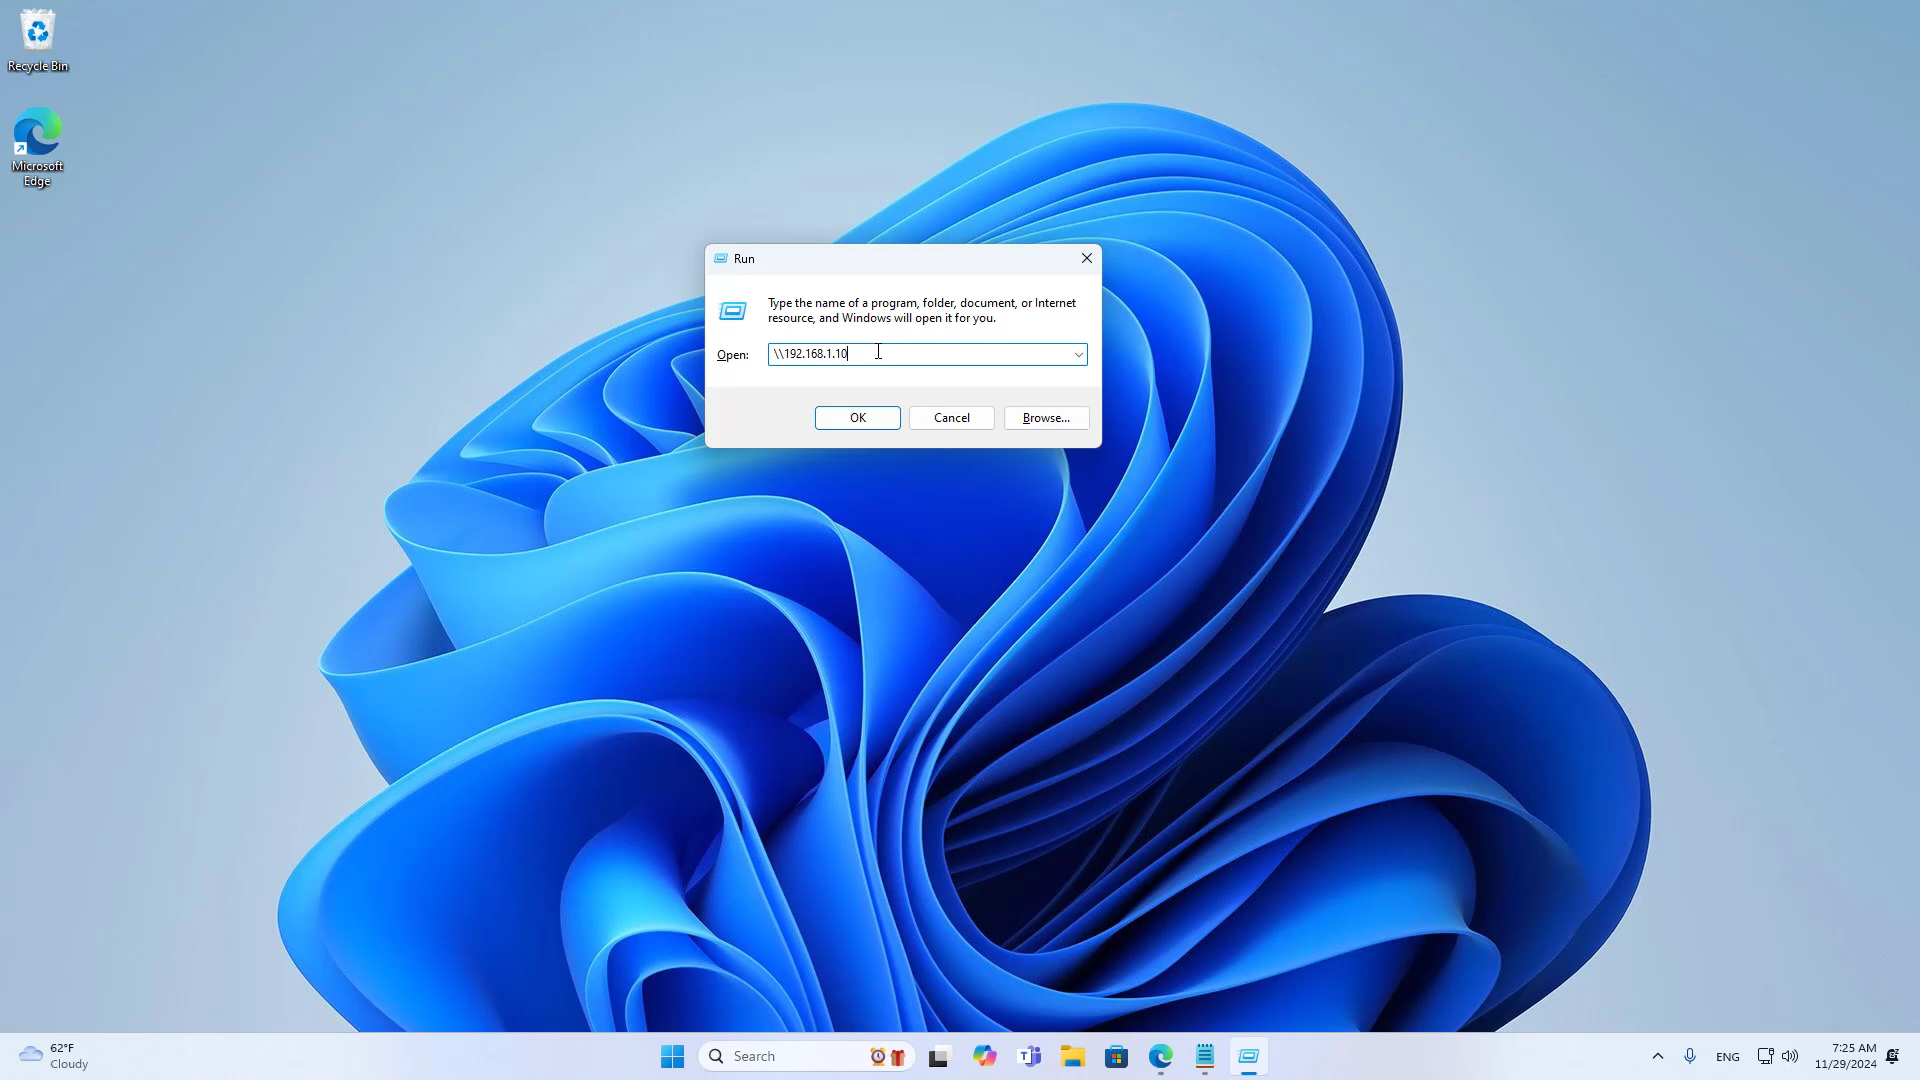 Recycle Bin
Microsoft
Edge
Run
Type the name of a program, folder, document, or Internet
resource, and Windows will open it for you.
Open:
\\192.168.1.10
OK
Cancel
Browse...
62°F
Cloudy
Search
ENG
7:25 AM
11/29/2024